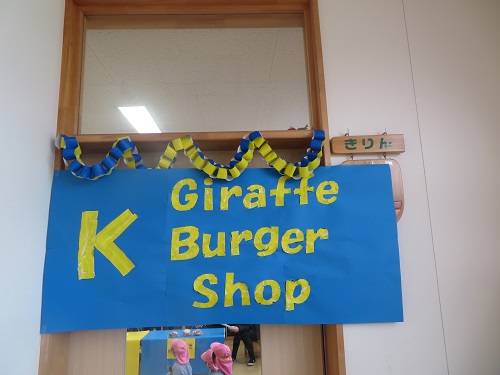 K
Giraffe
Burger
Shop
きりん